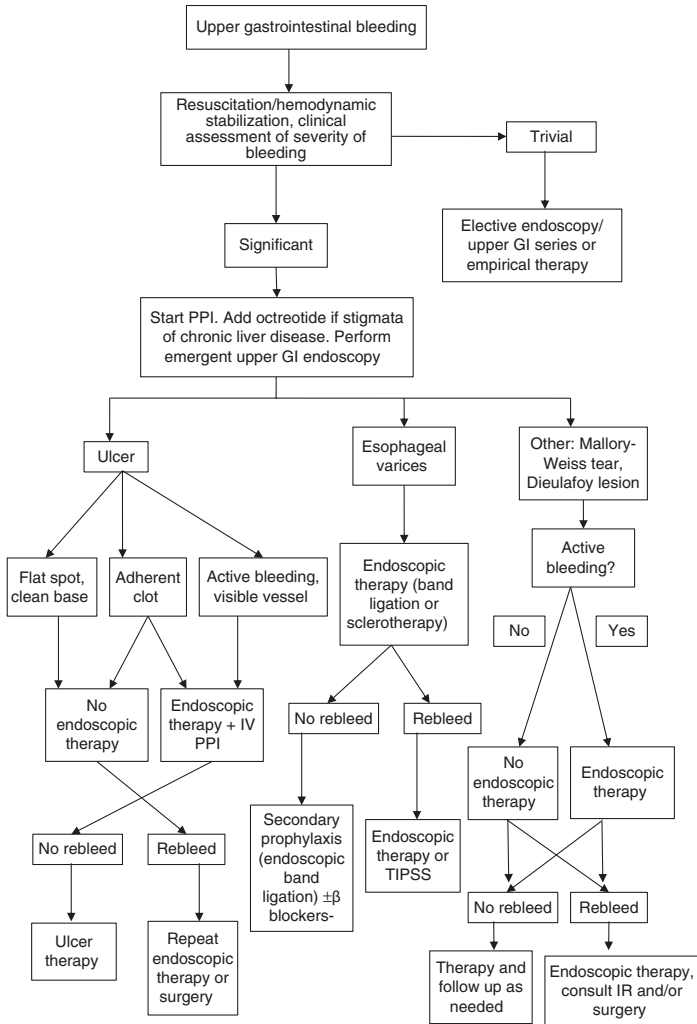 Upper gastrointestinal bleeding
Resuscitation/hemodynamic
stabilization, clinical
assessment of severity of
bleeding
Trivial
Elective endoscopy/
upper GI series or
empirical therapy
Significant
Start PPI. Add octreotide if stigmata
of chronic liver disease. Perform
emergent upper GI endoscopy
Ulcer
Esophageal
varices
Other: Mallory-
Weiss tear,
Dieulafoy lesion
Flat spot,
clean base
Adherent
clot
Active bleeding,
visible vessel
Endoscopic
therapy (band
ligation or
sclerotherapy)
Active
bleeding?
No
Yes
No
endoscopic
therapy
Endoscopic
therapy + IV
PPI
No rebleed
Rebleed
No
endoscopic
therapy
Endoscopic
therapy
No rebleed
Rebleed
Secondary
prophylaxis
(endoscopic
band
ligation) ±β
blockers-
Endoscopic
therapy or
TIPSS
No rebleed
Rebleed
Ulcer
therapy
Repeat
endoscopic
therapy or
surgery
Therapy and
follow up as
needed
Endoscopic therapy,
consult IR and/or
surgery